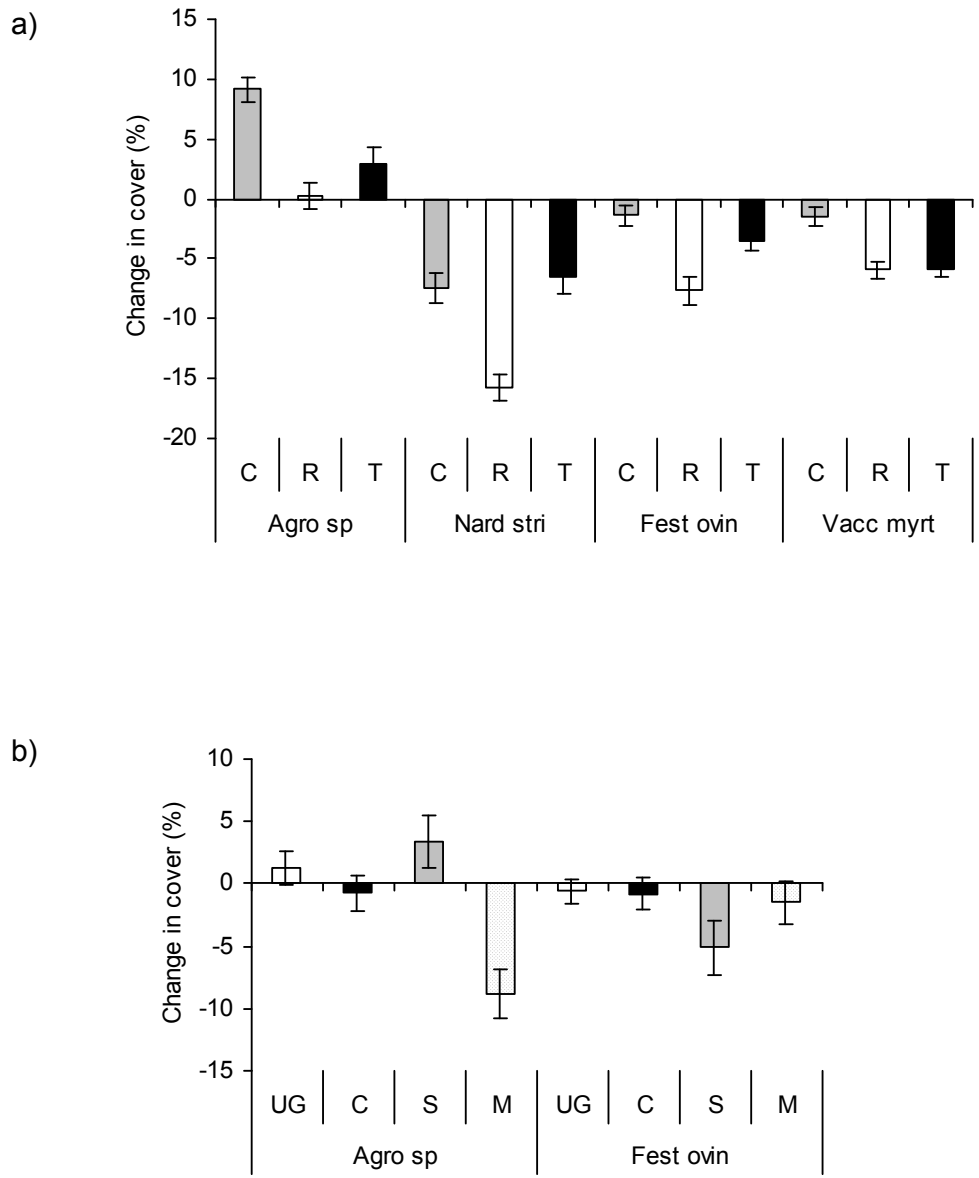 a)
Change in cover (%)
15
10
5
0
-5
-10
-15
-20
C R T C R T C R T C R T
Agro sp Nard stri Fest ovin Vacc myrt
b)
Change in cover (%)
10
5
0
-5
-10
-15
UG C S M UG C S M
Agro sp Fest ovin